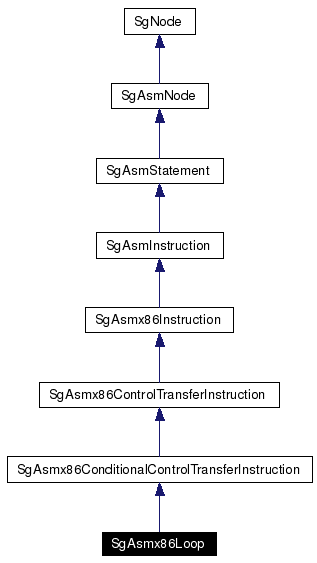 SgNode
SgAsmNode
SgAsmStatement
SgAsmInstruction
SgAsmx86Instruction
SgAsmx86ControlTransferInstruction
SgAsmx86ConditionalControlTransferInstruction
SgAsmx86Loop